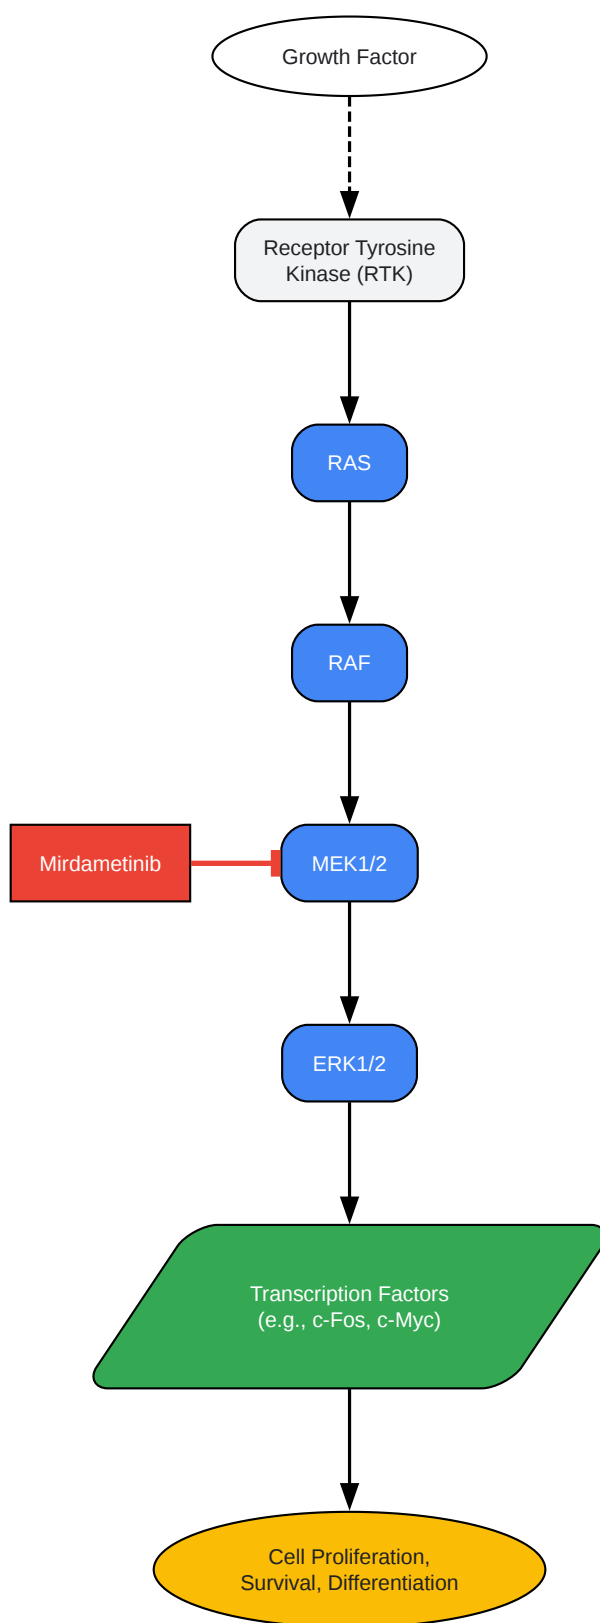 Growth Factor
Receptor Tyrosine
Kinase (RTK)
RAS
RAF
Mirdametinib
MEK1/2
ERK1/2
Transcription Factors
(e.g., c-Fos, c-Myc)
Cell Proliferation,
Survival, Differentiation